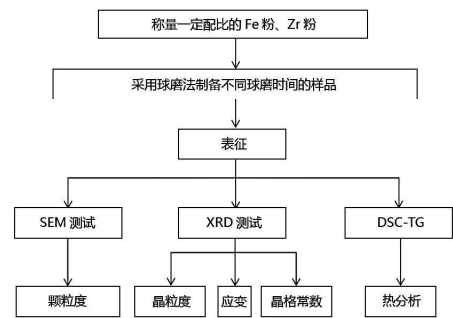 称量一定配比的 Fe 粉、Zr 粉
采用球磨法制备不同球磨时间的样品
表征
SEM 测试
XRD 测试
DSC-TG
颗粒度
晶粒度
应变
晶格常数
热分析